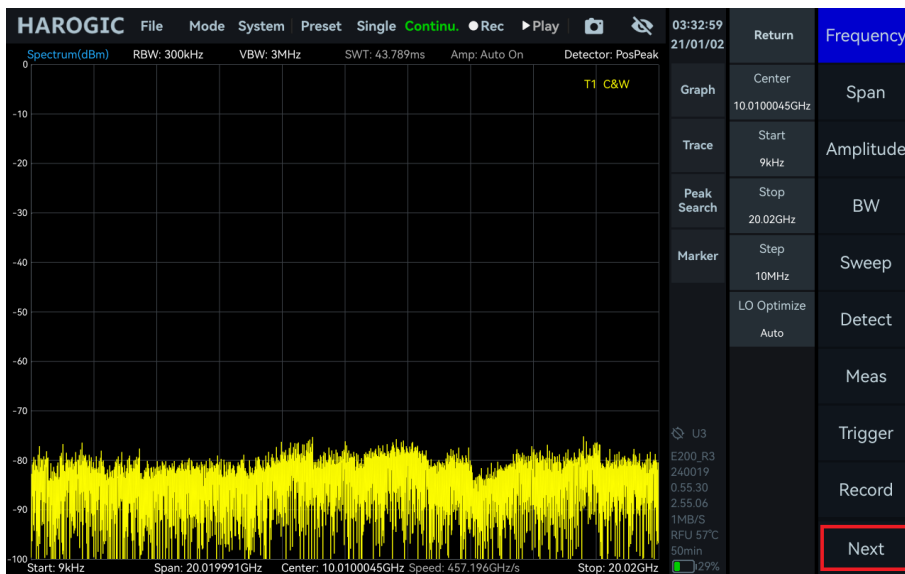 HAROGIC File Mode System Preset Single Continu. Rec Play
Spectrum(dBm) RBW: 300kHz VBW: 3MHz SWT: 43.789ms Amp: Auto On Detector: PosPeak
T1 C&W
0
-10
-20
-30
-40
-50
-60
-70
-80
-90
-100
Start: 9kHz Span: 20.019991GHz Center: 10.0100045GHz Speed: 457.196GHz/s Stop: 20.02GHz
03:32:59
21/01/02
Graph
Trace
Peak
Search
Marker
U3
E200_R3
240019
0.55.30
2.55.06
1MB/S
RFU 57℃
50min
29%
Return
Center
10.0100045GHz
Start
9kHz
Stop
20.02GHz
Step
10MHz
LO Optimize
Auto
Frequency
Span
Amplitude
BW
Sweep
Detect
Meas
Trigger
Record
Next